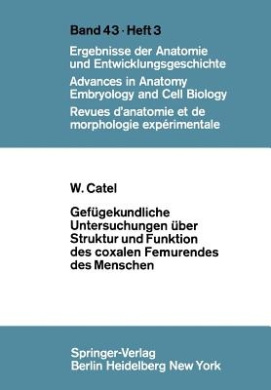 Band 43 · Heft 3
Ergebnisse der Anatomie
und Entwicklungsgeschichte
Advances in Anatomy
Embryology and Cell Biology
Revues d'anatomie et de
morphologie expérimentale
W. Catel
Gefügekundliche
Untersuchungen über
Struktur und Funktion
des coxalen Femurendes
des Menschen
Springer-Verlag
Berlin Heidelberg New York